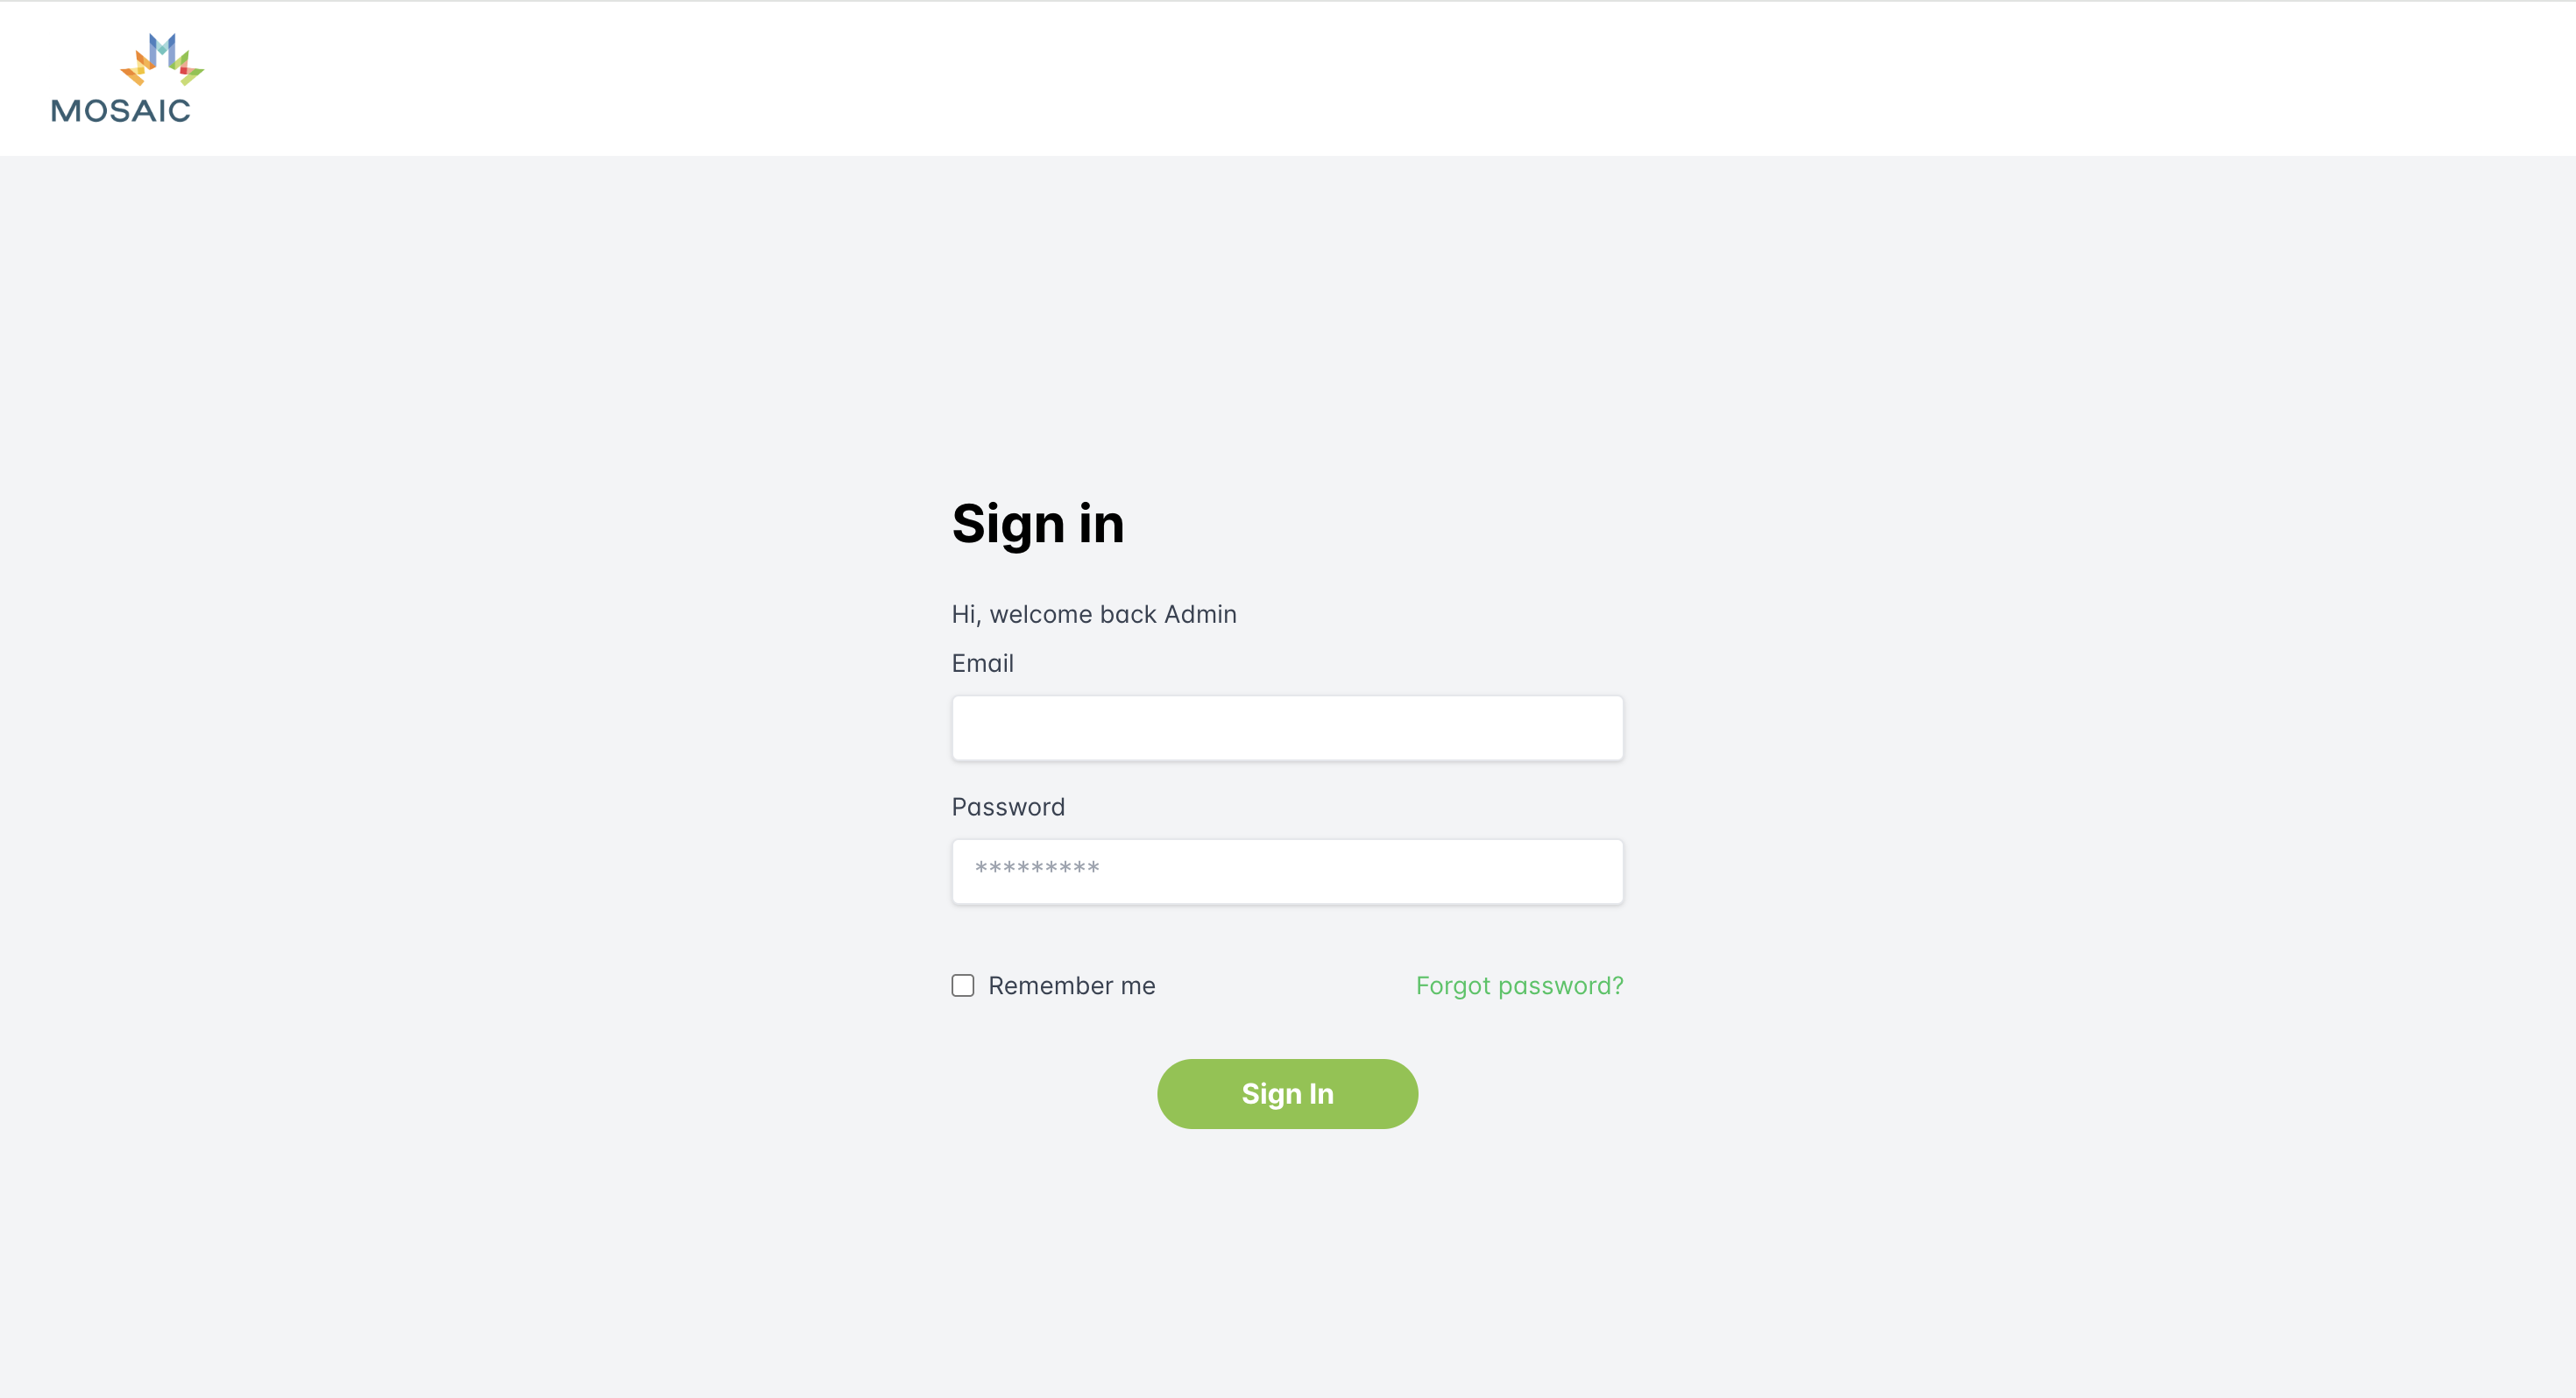 MOSAIC
Sign in
Hi, welcome back Admin
Email
Password
*********
Remember me
Forgot password?
Sign In